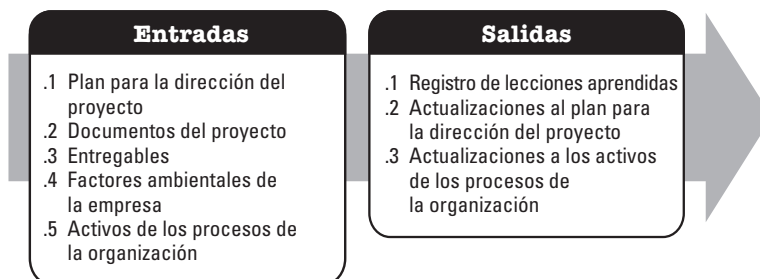 Entradas
.1 Plan para la dirección del
proyecto
.2 Documentos del proyecto
.3 Entregables
.4 Factores ambientales de
la empresa
.5 Activos de los procesos de
la organización
Salidas
.1 Registro de lecciones aprendidas
.2 Actualizaciones al plan para
la dirección del proyecto
.3 Actualizaciones a los activos
de los procesos de
la organización